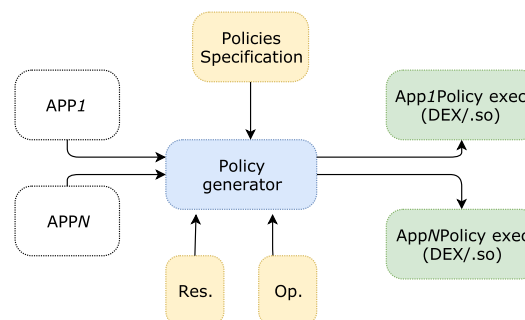 Policies
Specification
APP1
App1Policy exec
(DEX/.so)
Policy
generator
APPN
AppNPolicy exec
(DEX/.so)
Res.
Op.